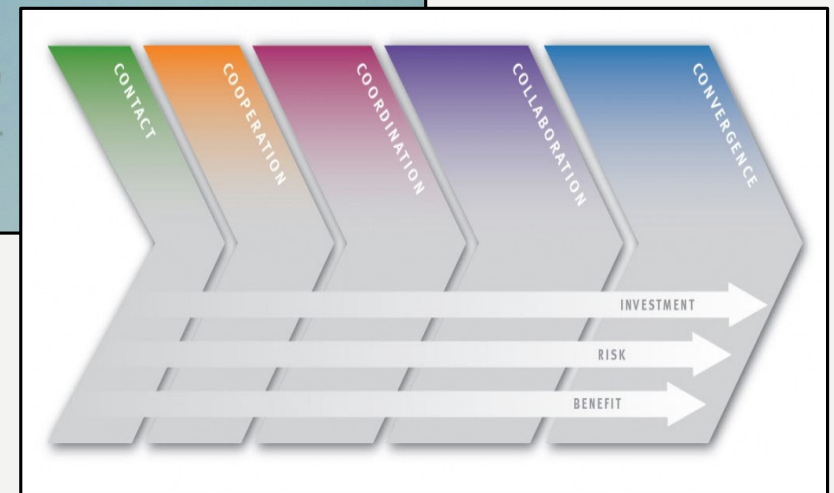 CONTACT
COOPERATION
COORDINATION
COLLABORATION
CONVERGENCE
INVESTMENT
RISK
BENEFIT